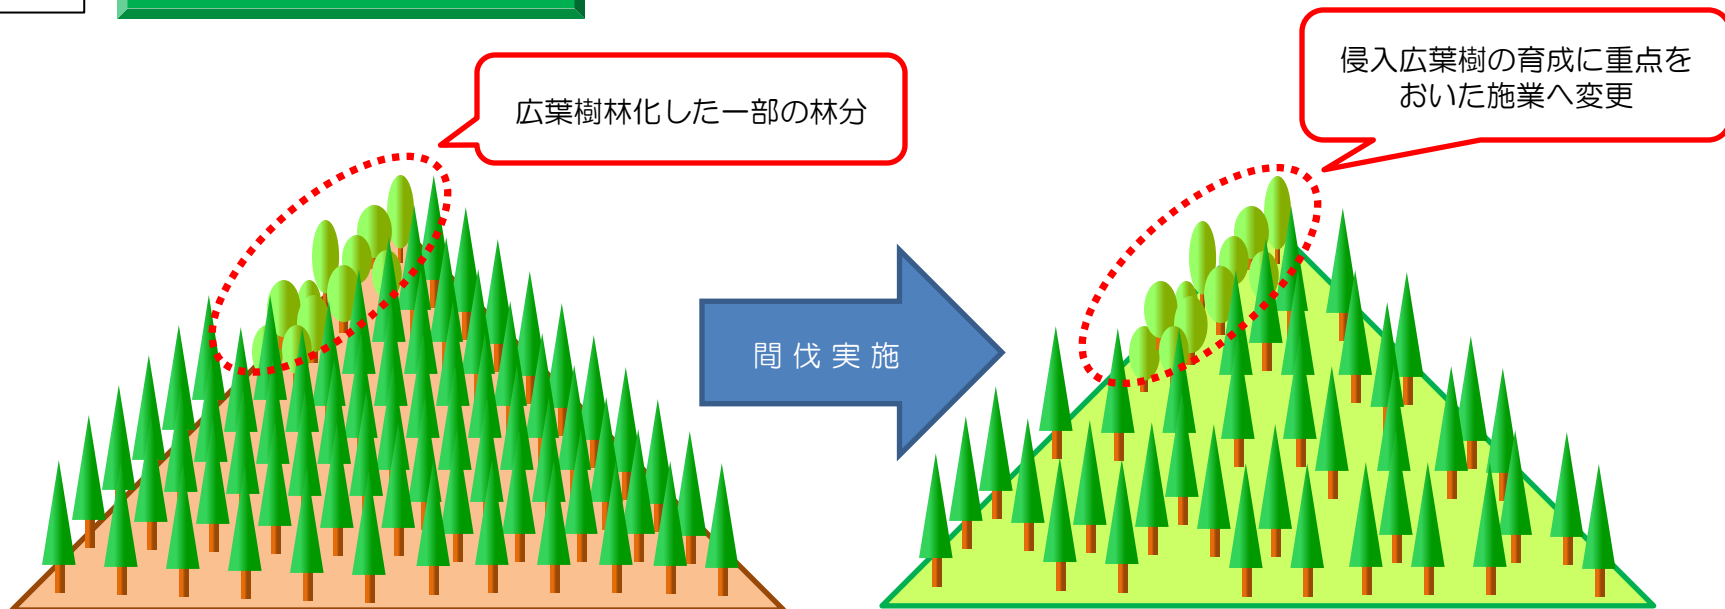 広葉樹林化した一部の林分
侵入広葉樹の育成に重点を
おいた施業へ変更
間伐実施